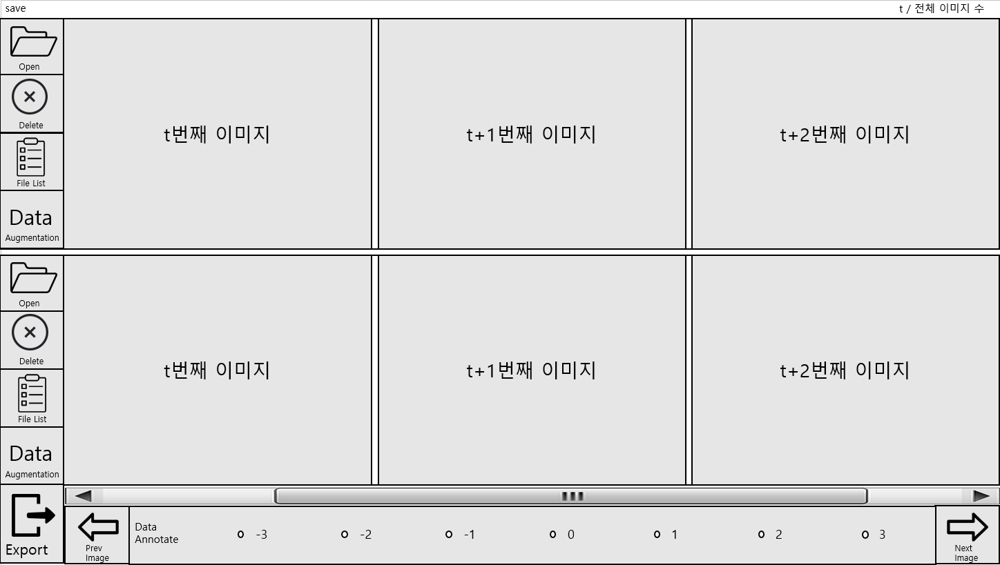 save
t / 전체 이미지 수
Open
Delete
File List
Data
Augmentation
t번째 이미지
t+1번째 이미지
t+2번째 이미지
Open
Delete
File List
Data
Augmentation
t번째 이미지
t+1번째 이미지
t+2번째 이미지
Export
Prev
Image
Data
Annotate
-3
-2
-1
0
1
2
3
Next
Image